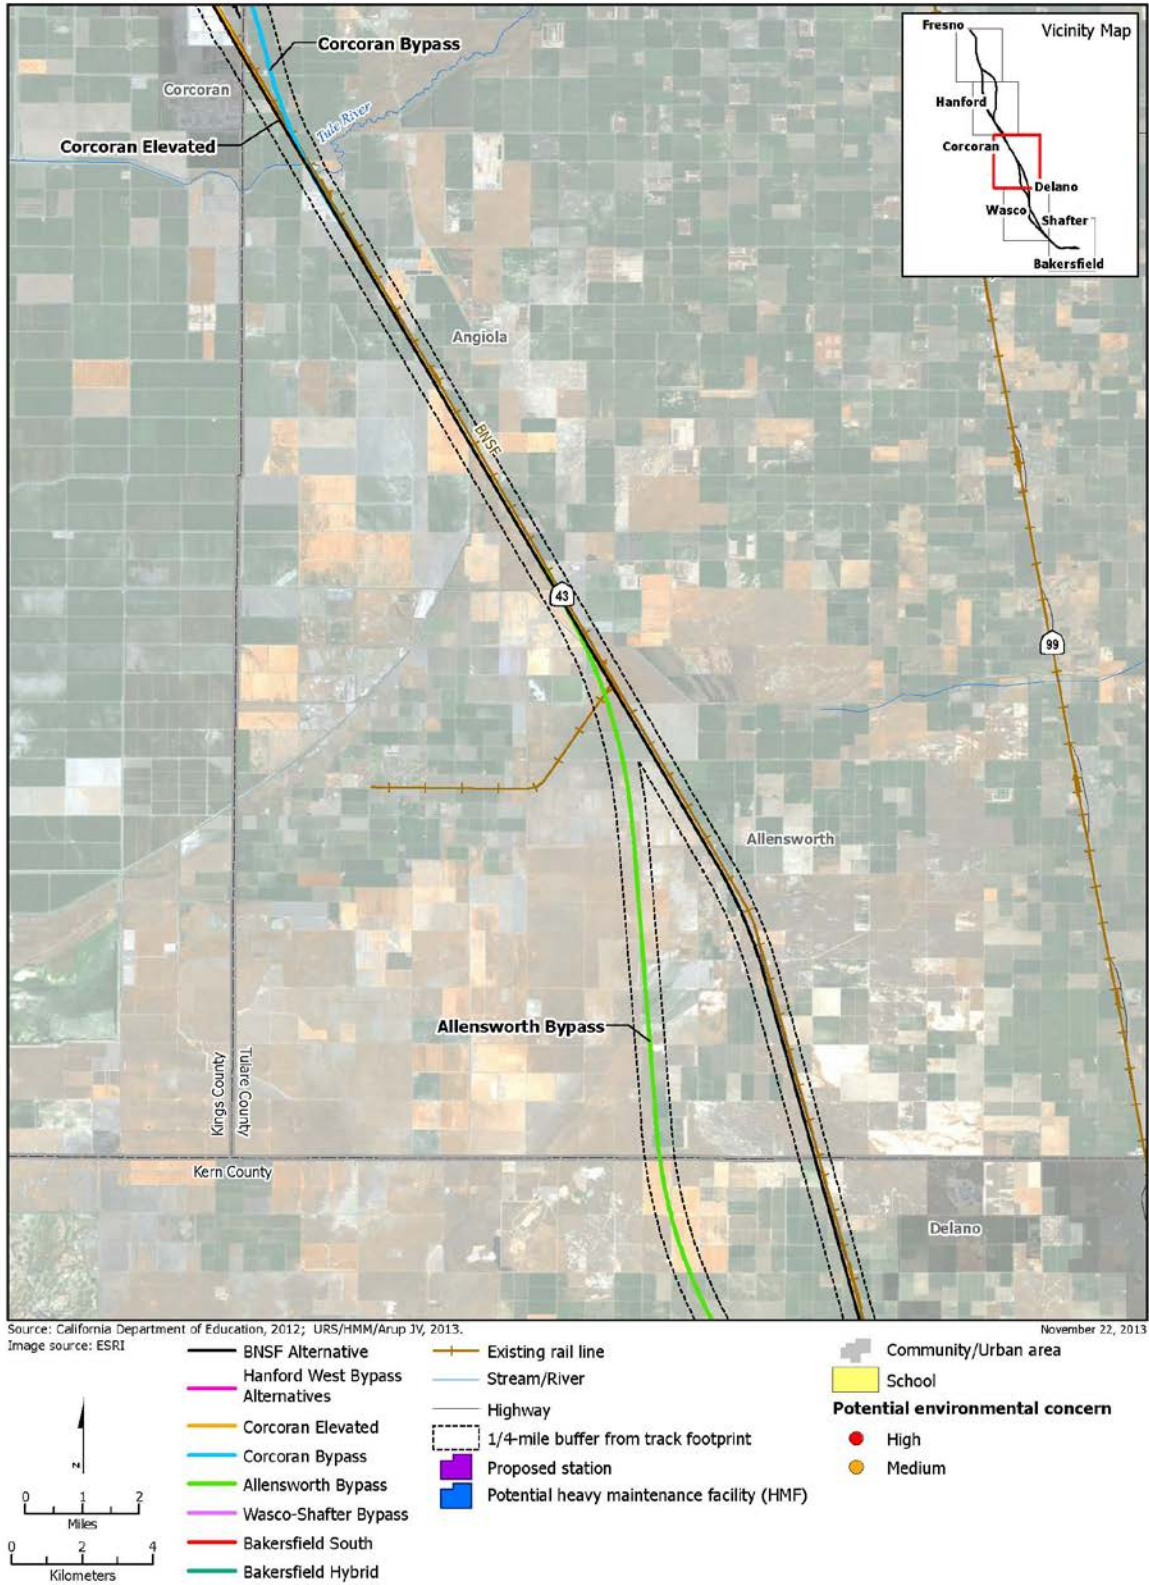 Corcoran Bypass
Corcoran
Corcoran Elevated
Tule River
Fresno
Vicinity Map
Hanford
Corcoran
Delano
Wasco
Shafter
Bakersfield
Angiola
BNSF
43
99
Allensworth
Allensworth Bypass
Kings County
Tulare County
Kern County
Delano
Source: California Department of Education, 2012; URS/HMM/Arup JV, 2013.
November 22, 2013
Image source: ESRI
BNSF Alternative
Hanford West Bypass
Alternatives
Corcoran Elevated
Corcoran Bypass
Allensworth Bypass
Wasco-Shafter Bypass
Bakersfield South
Bakersfield Hybrid
Existing rail line
Stream/River
Highway
1/4-mile buffer from track footprint
Proposed station
Potential heavy maintenance facility (HMF)
Community/Urban area
School
Potential environmental concern
High
Medium
N
0 1 2
Miles
0 2 4
Kilometers